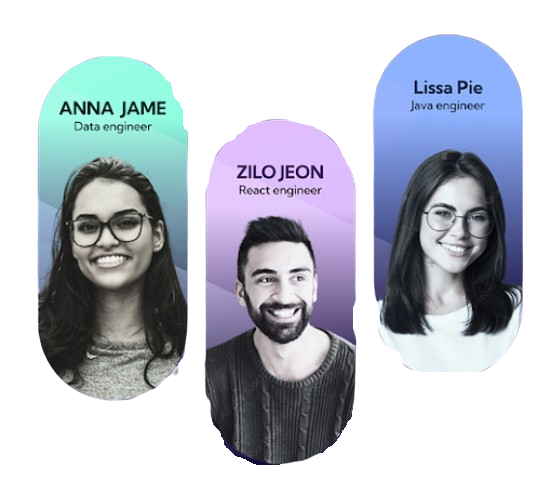 ANNA JAME
Data engineer
ZILO JEON
React engineer
Lissa Pie
Java engineer